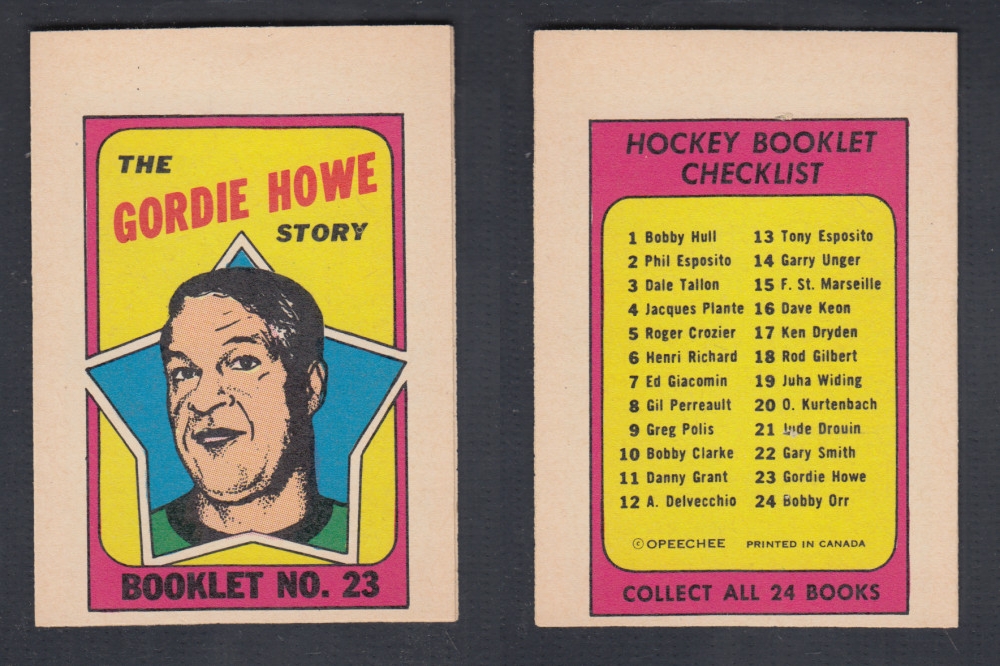 THE
GORDIE HOWE
STORY
BOOKLET NO. 23
HOCKEY BOOKLET
CHECKLIST
1 Bobby Hull 13 Tony Esposito
2 Phil Esposito 14 Garry Unger
3 Dale Tallon 15 F. St. Marseille
4 Jacques Plante 16 Dave Keon
5 Roger Crozier 17 Ken Dryden
6 Henri Richard 18 Rod Gilbert
7 Ed Giacomin 19 Juha Widing
8 Gil Perreault 20 O. Kurtenbach
9 Greg Polis 21 Jude Drouin
10 Bobby Clarke 22 Gary Smith
11 Danny Grant 23 Gordie Howe
12 A. Delvecchio 24 Bobby Orr
© OPEECHEE PRINTED IN CANADA
COLLECT ALL 24 BOOKS